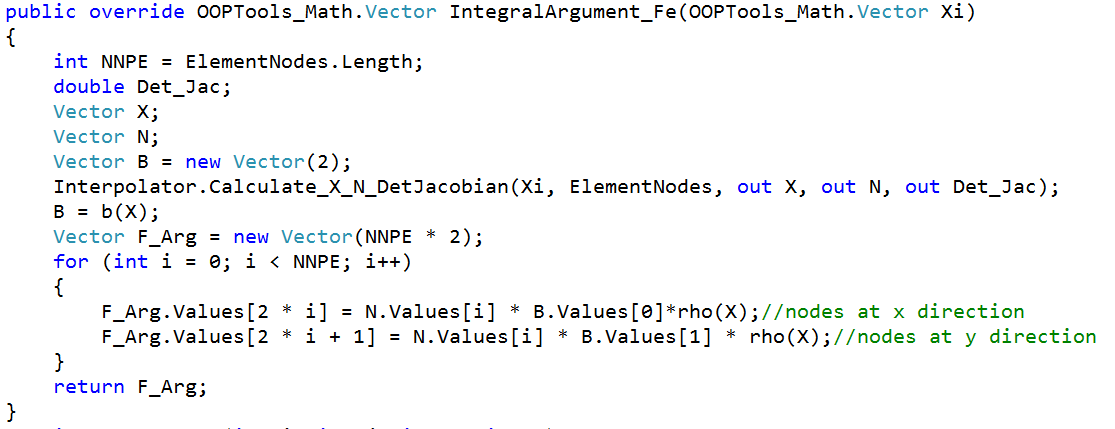 public override OOPTools_Math.Vector IntegralArgument_Fe(OOPTools_Math.Vector Xi)
{
    int NNPE = ElementNodes.Length;
    double Det_Jac;
    Vector X;
    Vector N;
    Vector B = new Vector(2);
    Interpolator.Calculate_X_N_DetJacobian(Xi, ElementNodes, out X, out N, out Det_Jac);
    B = b(X);
    Vector F_Arg = new Vector(NNPE * 2);
    for (int i = 0; i < NNPE; i++)
    {
        F_Arg.Values[2 * i] = N.Values[i] * B.Values[0]*rho(X);//nodes at x direction
        F_Arg.Values[2 * i + 1] = N.Values[i] * B.Values[1] * rho(X);//nodes at y direction
    }
    return F_Arg;
}